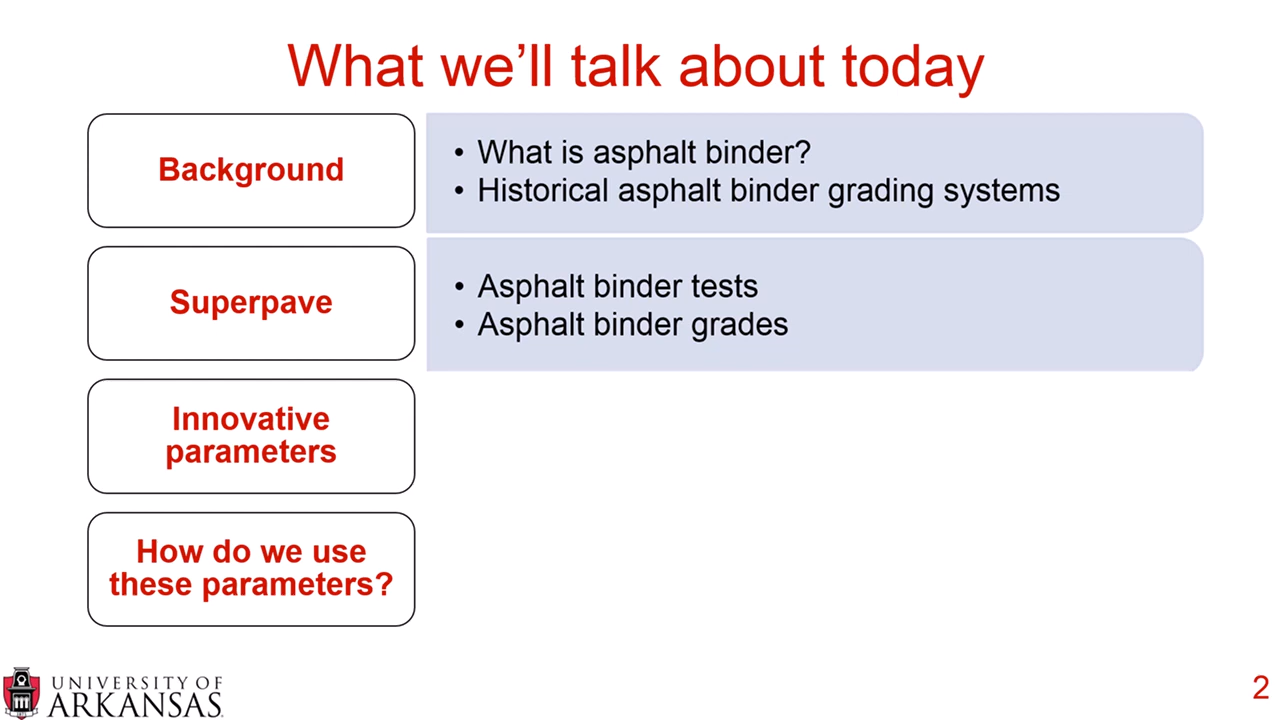 What we'll talk about today
Background
• What is asphalt binder?
• Historical asphalt binder grading systems
Superpave
• Asphalt binder tests
• Asphalt binder grades
Innovative
parameters
How do we use
these parameters?
UNIVERSITY OF
ARKANSAS
2